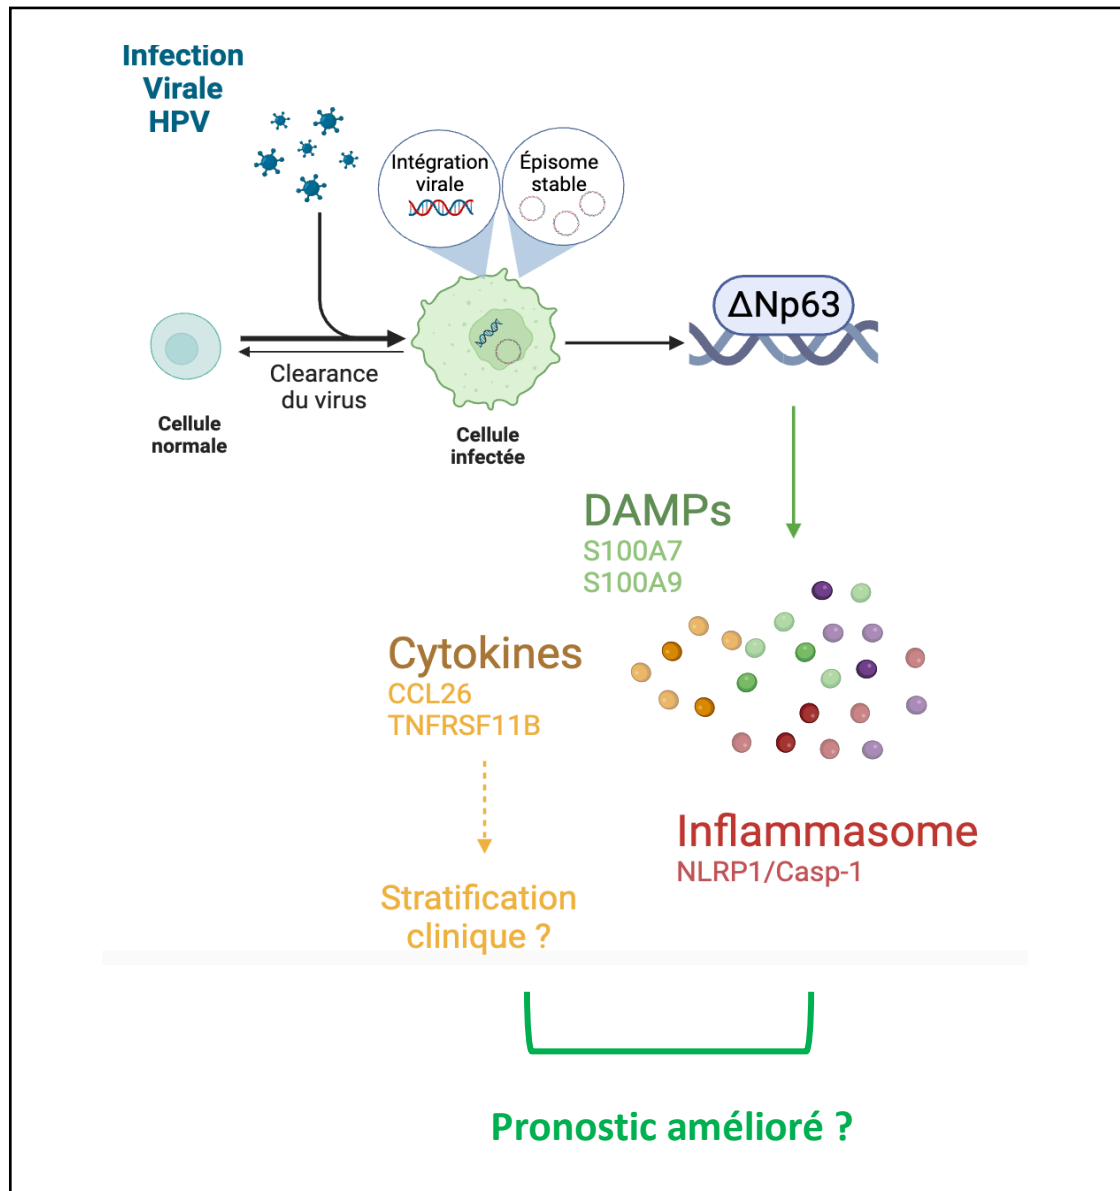 Infection
Virale
HPV
Intégration
virale
Épisome
stable
ΔNp63
Clearance
du virus
Cellule
normale
Cellule
infectée
DAMPs
S100A7
S100A9
Cytokines
CCL26
TNFRSF11B
Inflammasome
NLRP1/Casp-1
Stratification
clinique ?
Pronostic amélioré ?